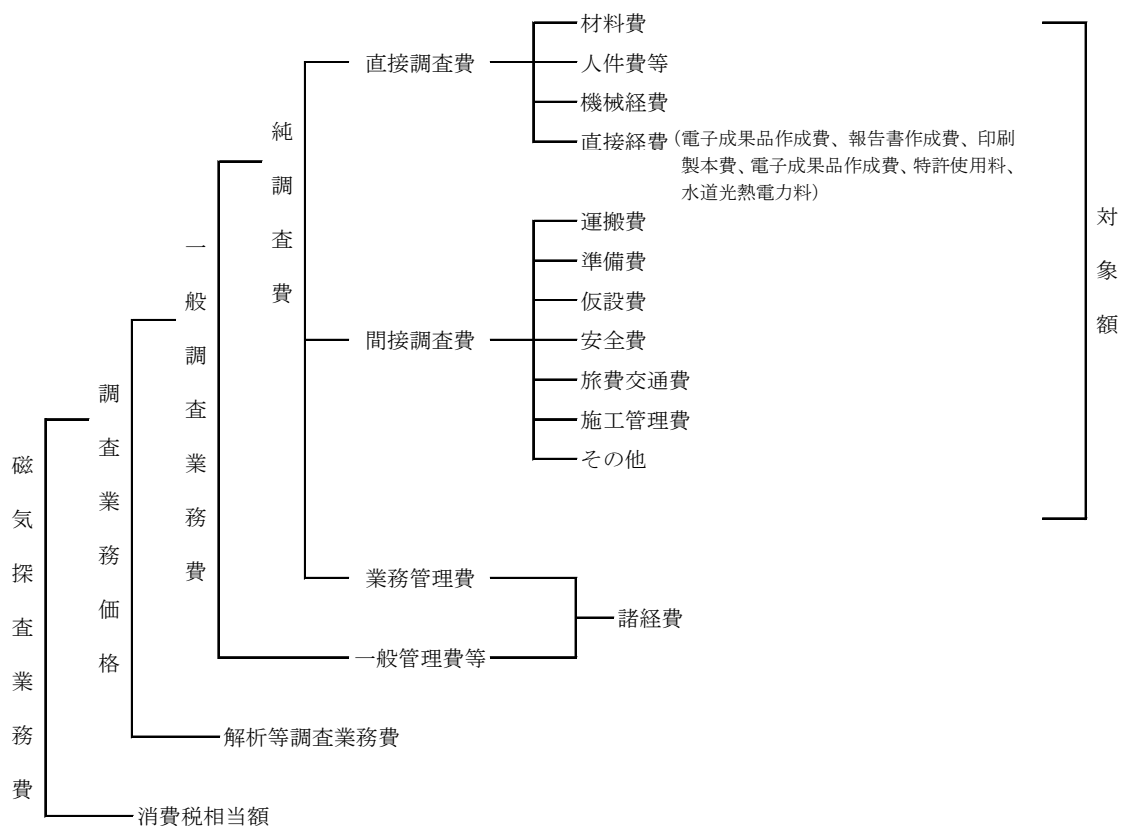 材料費
直接調査費
人件費等
機械経費
直接経費(電子成果品作成費、報告書作成費、印刷
製本費、電子成果品作成費、特許使用料、
水道光熱電力料)
純調査費
運搬費
準備費
仮設費
間接調査費
安全費
旅費交通費
施工管理費
その他
対象額
一般調査業務費
業務管理費
諸経費
一般管理費等
調査業務価格
解析等調査業務費
磁気探査業務費
消費税相当額